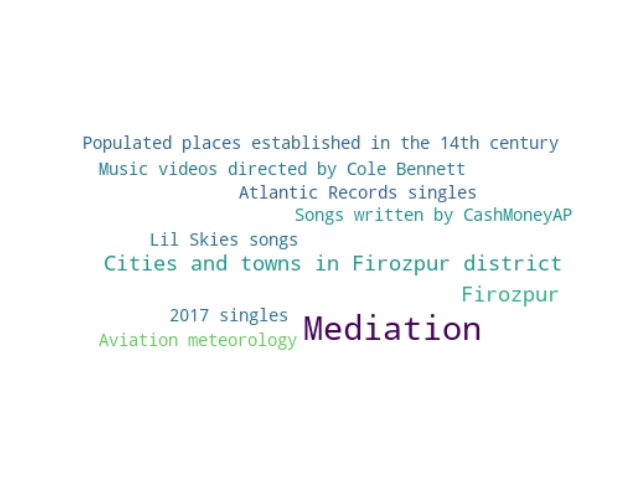 Populated places established in the 14th century
Music videos directed by Cole Bennett
Atlantic Records singles
Songs written by CashMoneyAP
Lil Skies songs
Cities and towns in Firozpur district
Firozpur
2017 singles
Mediation
Aviation meteorology